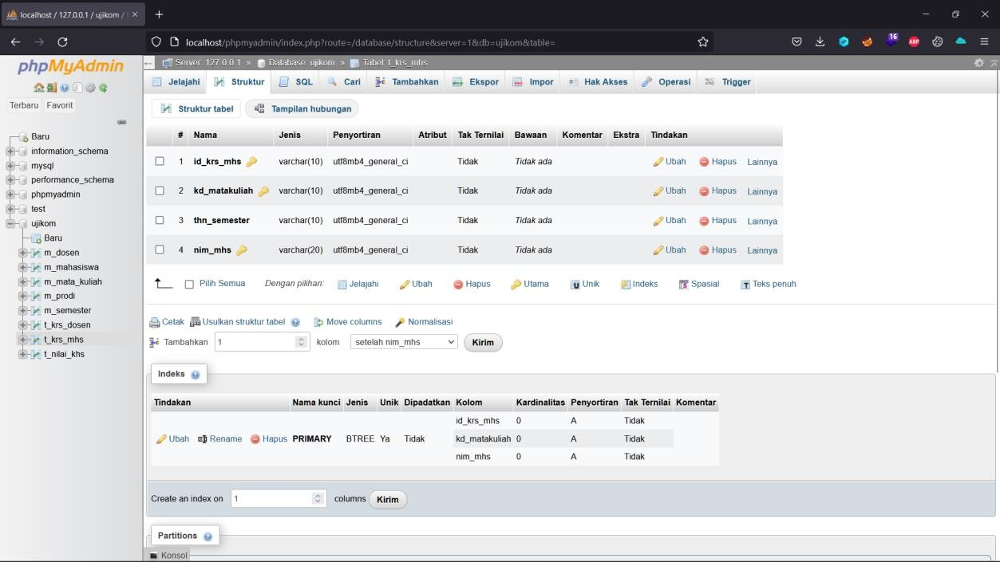 localhost / 127.0.0.1 / ujikom / t
localhost/phpmyadmin/index.php?route=/database/structure&server=1&db=ujikom&table=
16
ABP
phpMyAdmin
Server: 127.0.0.1 » Database: ujikom » Tabel: t_krs_mhs
Jelajahi Struktur SQL Cari Tambahkan Ekspor Impor Hak Akses Operasi Trigger
Terbaru Favorit
Struktur tabel Tampilan hubungan
Baru
information_schema
mysql
performance_schema
phpmyadmin
test
ujikom
Baru
m_dosen
m_mahasiswa
m_mata_kuliah
m_prodi
m_semester
t_krs_dosen
t_krs_mhs
t_nilai_khs
# Nama Jenis Penyortiran Atribut Tak Ternilai Bawaan Komentar Ekstra Tindakan
1 id_krs_mhs varchar(10) utf8mb4_general_ci Tidak Tidak ada Ubah Hapus Lainnya
2 kd_matakuliah varchar(10) utf8mb4_general_ci Tidak Tidak ada Ubah Hapus Lainnya
3 thn_semester varchar(10) utf8mb4_general_ci Tidak Tidak ada Ubah Hapus Lainnya
4 nim_mhs varchar(20) utf8mb4_general_ci Tidak Tidak ada Ubah Hapus Lainnya
Pilih Semua Dengan pilihan: Jelajahi Ubah Hapus Utama Unik Indeks Spasial Teks penuh
Cetak Usulkan struktur tabel Move columns Normalisasi
Tambahkan 1 kolom setelah nim_mhs Kirim
Indeks
Tindakan Nama kunci Jenis Unik Dipadatkan Kolom Kardinalitas Penyortiran Tak Ternilai Komentar
id_krs_mhs 0 A Tidak
Ubah Rename Hapus PRIMARY BTREE Ya Tidak kd_matakuliah 0 A Tidak
nim_mhs 0 A Tidak
Create an index on 1 columns Kirim
Partitions
Konsol